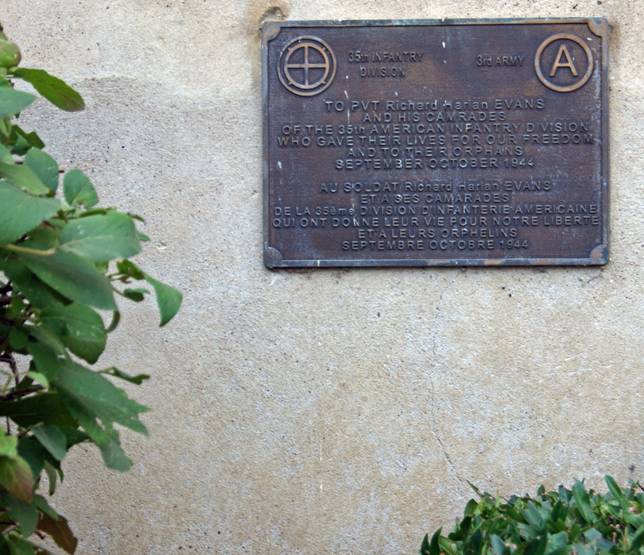 35th INFANTRY
DIVISION
3rd ARMY
A
TO PVT Richard Harlan EVANS
AND HIS CAMRADES
OF THE 35th AMERICAN INFANTRY DIVISION
WHO GAVE THEIR LIVES FOR OUR FREEDOM
AND TO THEIR ORPHANS
SEPTEMBER OCTOBER 1944
AU SOLDAT Richard Harlan EVANS
ET A SES CAMARADES
DE LA 35ème DIVISION D'INFANTERIE AMERICAINE
QUI ONT DONNE LEUR VIE POUR NOTRE LIBERTE
ET A LEURS ORPHELINS
SEPTEMBRE OCTOBRE 1944